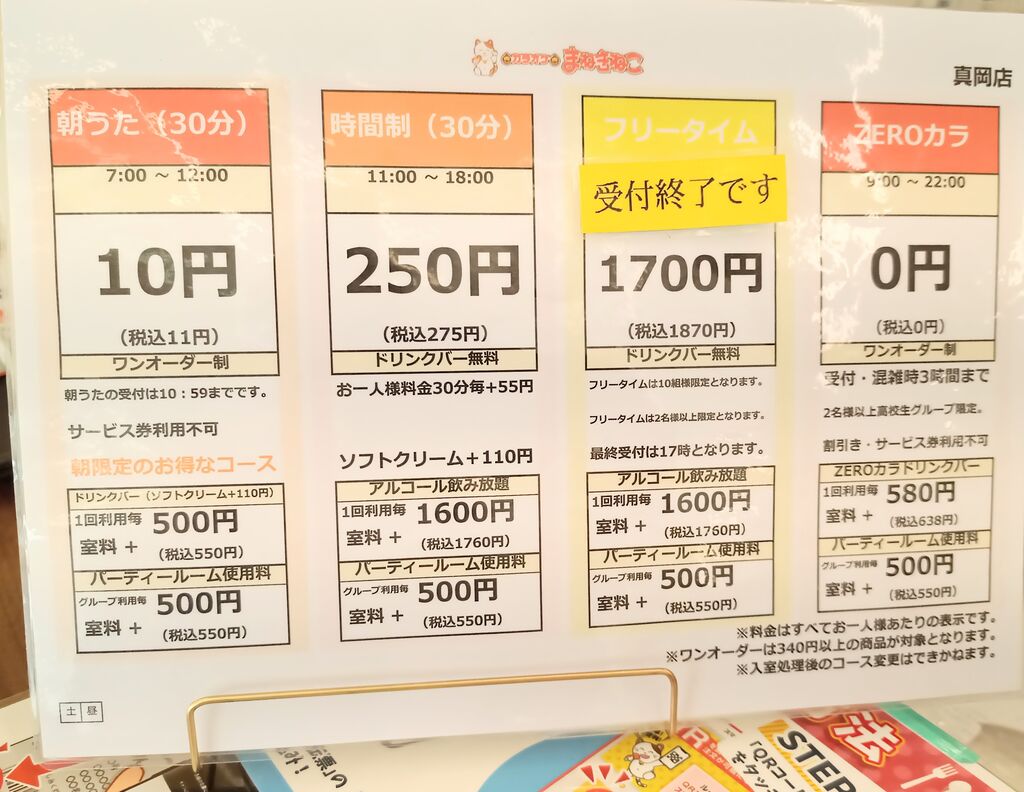 カラオケ まねきねこ
真岡店
朝うた（30分）
7:00 ～ 12:00
10円
（税込11円）
ワンオーダー制
朝うたの受付は10：59までです。
サービス券利用不可
朝限定のお得なコース
ドリンクバー（ソフトクリーム+110円）
1回利用毎 500円
室料 + （税込550円）
パーティールーム使用料
グループ利用毎 500円
室料 + （税込550円）
時間制（30分）
11:00 ～ 18:00
250円
（税込275円）
ドリンクバー無料
お一人様料金30分毎+55円
ソフトクリーム+110円
アルコール飲み放題
1回利用毎 1600円
室料 + （税込1760円）
パーティールーム使用料
グループ利用毎 500円
室料 + （税込550円）
フリータイム
受付終了です
1700円
（税込1870円）
ドリンクバー無料
フリータイムは10組様限定となります。
フリータイムは2名様以上限定となります。
最終受付は17時となります。
アルコール飲み放題
1回利用毎 1600円
室料 + （税込1760円）
パーティールーム使用料
グループ利用毎 500円
室料 + （税込550円）
ZEROカラ
9:00 ～ 22:00
0円
（税込0円）
ワンオーダー制
受付・混雑時3時間まで
2名様以上高校生グループ限定。
割引き・サービス券利用不可
ZEROカラドリンクバー
1回利用毎 580円
室料 + （税込638円）
パーティールーム使用料
グループ利用毎 500円
室料 + （税込550円）
※料金はすべてお一人様あたりの表示です。
※ワンオーダーは340円以上の商品が対象となります。
※入室処理後のコース変更はできかねます。
土 昼
票」の
み!
STEP
「QRコー
をタッ
法